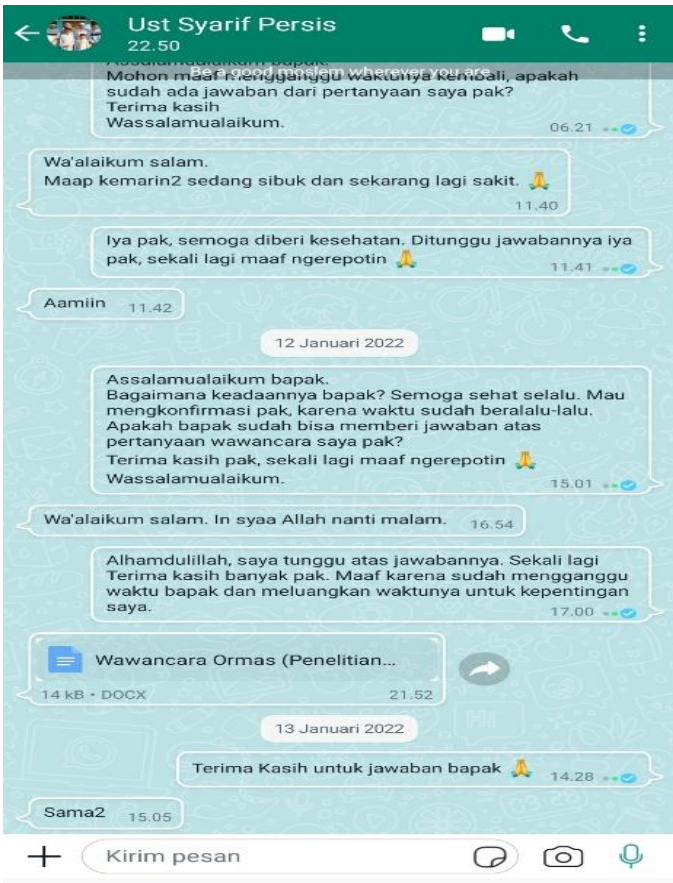 Ust Syarif Persis
22.50
Be a good moslem wherever you are
Assalamualaikum bapak.
Mohon maaf mengganggu waktunya kembali, apakah
sudah ada jawaban dari pertanyaan saya pak?
Terima kasih
Wassalamualaikum.
06.21
Wa'alaikum salam.
Maap kemarin2 sedang sibuk dan sekarang lagi sakit. 🙏
11.40
Iya pak, semoga diberi kesehatan. Ditunggu jawabannya iya
pak, sekali lagi maaf ngerepotin 🙏
11.41
Aamiin
11.42
12 Januari 2022
Assalamualaikum bapak.
Bagaimana keadaannya bapak? Semoga sehat selalu. Mau
mengkonfirmasi pak, karena waktu sudah beralalu-lalu.
Apakah bapak sudah bisa memberi jawaban atas
pertanyaan wawancara saya pak?
Terima kasih pak, sekali lagi maaf ngerepotin 🙏
Wassalamualaikum.
15.01
Wa'alaikum salam. In syaa Allah nanti malam.
16.54
Alhamdulillah, saya tunggu atas jawabannya. Sekali lagi
Terima kasih banyak pak. Maaf karena sudah mengganggu
waktu bapak dan meluangkan waktunya untuk kepentingan
saya.
17.00
Wawancara Ormas (Penelitian...
14 kB • DOCX
21.52
13 Januari 2022
Terima Kasih untuk jawaban bapak 🙏
14.28
Sama2
15.05
Kirim pesan